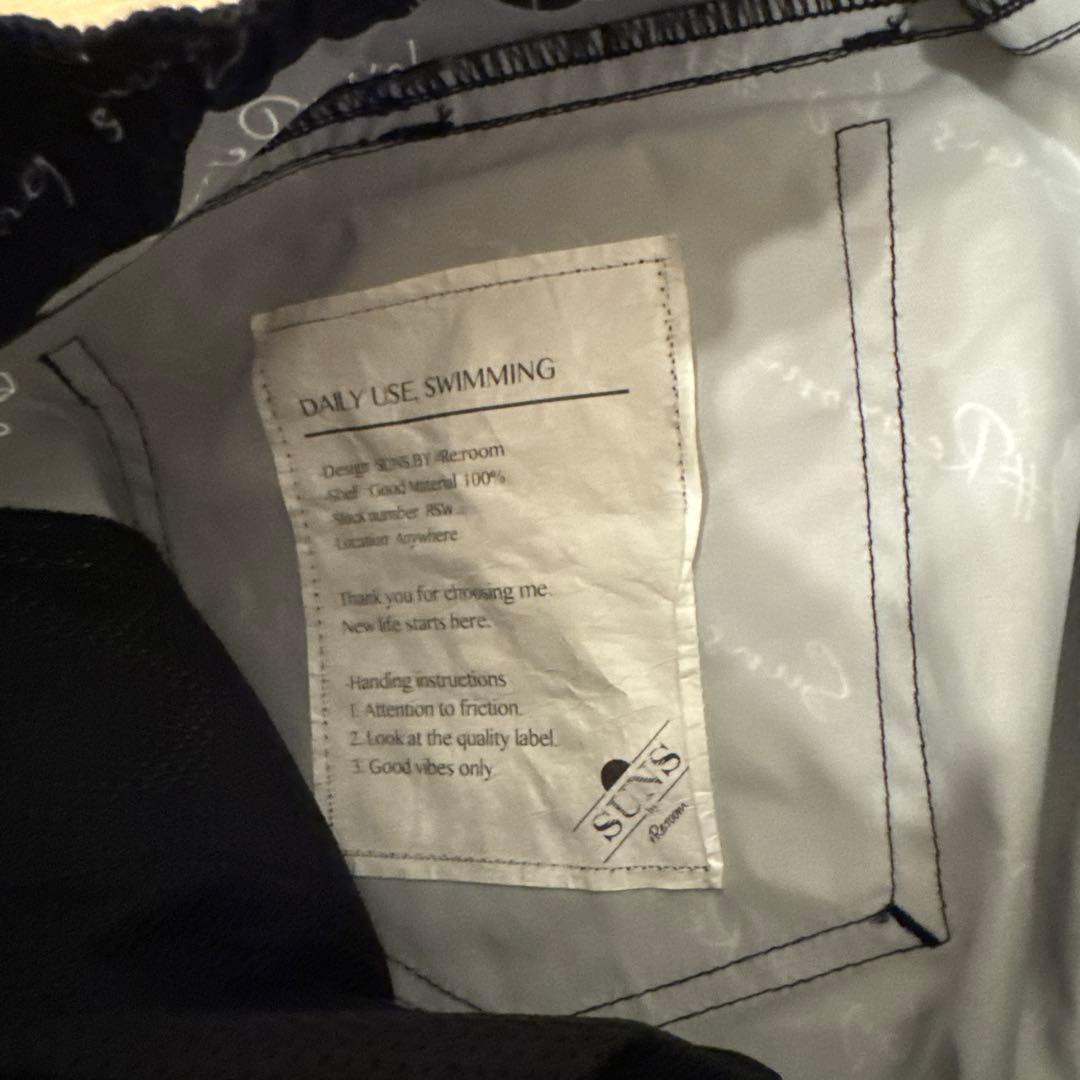 DAILY USE, SWIMMING
Design SUNS BY Re:room
Shell Good Material 100%
Stock number RSW
Location Anywhere
Thank you for choosing me.
New life starts here.
Handing instructions
1. Attention to friction.
2. Look at the quality label.
3. Good vibes only
SUNS
by
Re:room